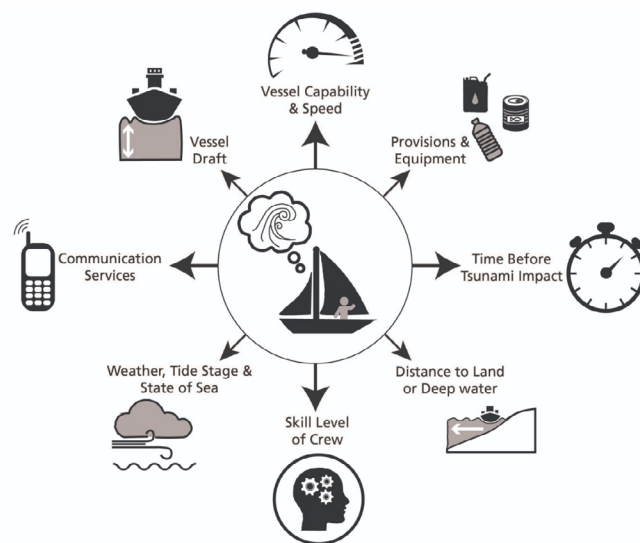 Vessel Capability
& Speed
Vessel
Draft
Provisions &
Equipment
Communication
Services
Time Before
Tsunami Impact
Weather, Tide Stage &
State of Sea
Distance to Land
or Deep water
Skill Level
of Crew